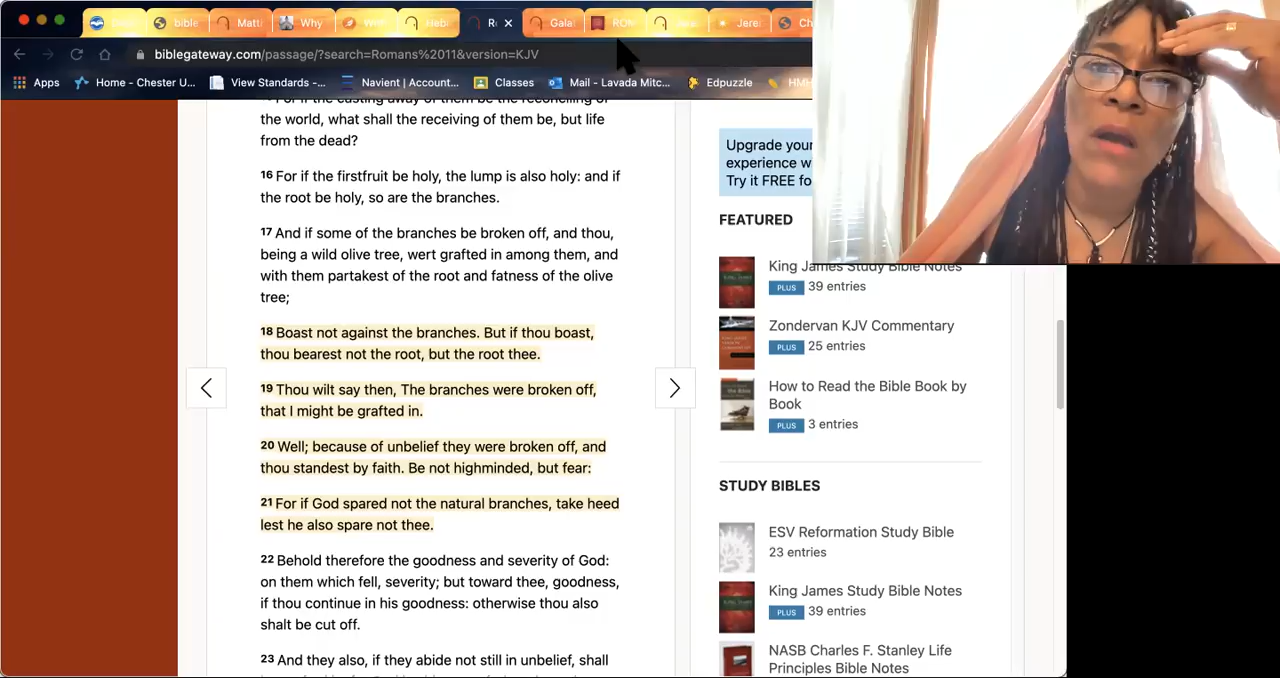 bible
Matt
Why
Gala
Jere
Ch
biblegateway.com/passage/?search=Romans%2011&version=KJV
Apps
Home - Chester U...
View Standards -...
Navient | Account...
Classes
Mail - Lavada Mitc...
Edpuzzle
HMH
the world, what shall the receiving of them be, but life
from the dead?
16 For if the firstfruit be holy, the lump is also holy: and if
the root be holy, so are the branches.
17 And if some of the branches be broken off, and thou,
being a wild olive tree, wert grafted in among them, and
with them partakest of the root and fatness of the olive
tree;
18 Boast not against the branches. But if thou boast,
thou bearest not the root, but the root thee.
19 Thou wilt say then, The branches were broken off,
that I might be grafted in.
20 Well; because of unbelief they were broken off, and
thou standest by faith. Be not highminded, but fear:
21 For if God spared not the natural branches, take heed
lest he also spare not thee.
22 Behold therefore the goodness and severity of God:
on them which fell, severity; but toward thee, goodness,
if thou continue in his goodness: otherwise thou also
shalt be cut off.
23 And they also, if they abide not still in unbelief, shall
Upgrade your
experience w
Try it FREE fo
FEATURED
King James Study Bible Notes
PLUS 39 entries
Zondervan KJV Commentary
PLUS 25 entries
How to Read the Bible Book by
Book
PLUS 3 entries
STUDY BIBLES
ESV Reformation Study Bible
23 entries
King James Study Bible Notes
PLUS 39 entries
NASB Charles F. Stanley Life
Principles Bible Notes